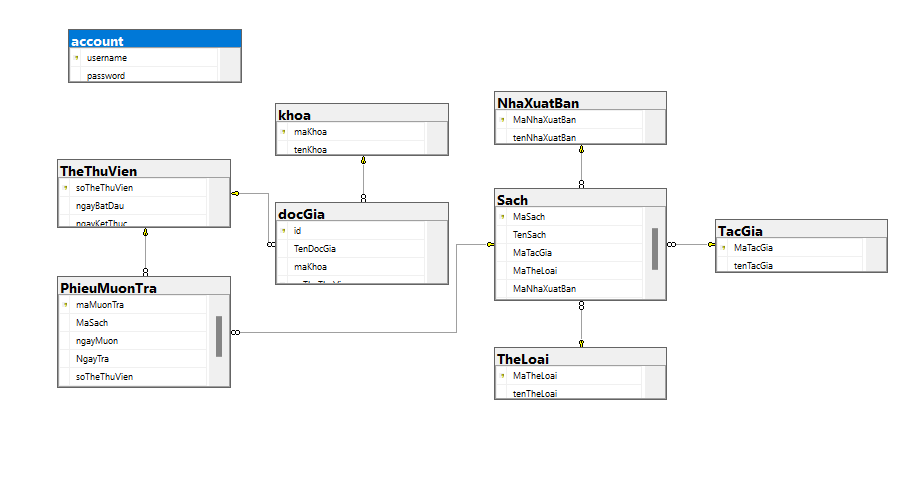 account
username
password
khoa
maKhoa
tenKhoa
NhaXuatBan
MaNhaXuatBan
tenNhaXuatBan
TheThuVien
soTheThuVien
ngayBatDau
ngayKetThuc
docGia
id
TenDocGia
maKhoa
Sach
MaSach
TenSach
MaTacGia
MaTheLoai
MaNhaXuatBan
TacGia
MaTacGia
tenTacGia
PhieuMuonTra
maMuonTra
MaSach
ngayMuon
NgayTra
soTheThuVien
TheLoai
MaTheLoai
tenTheLoai